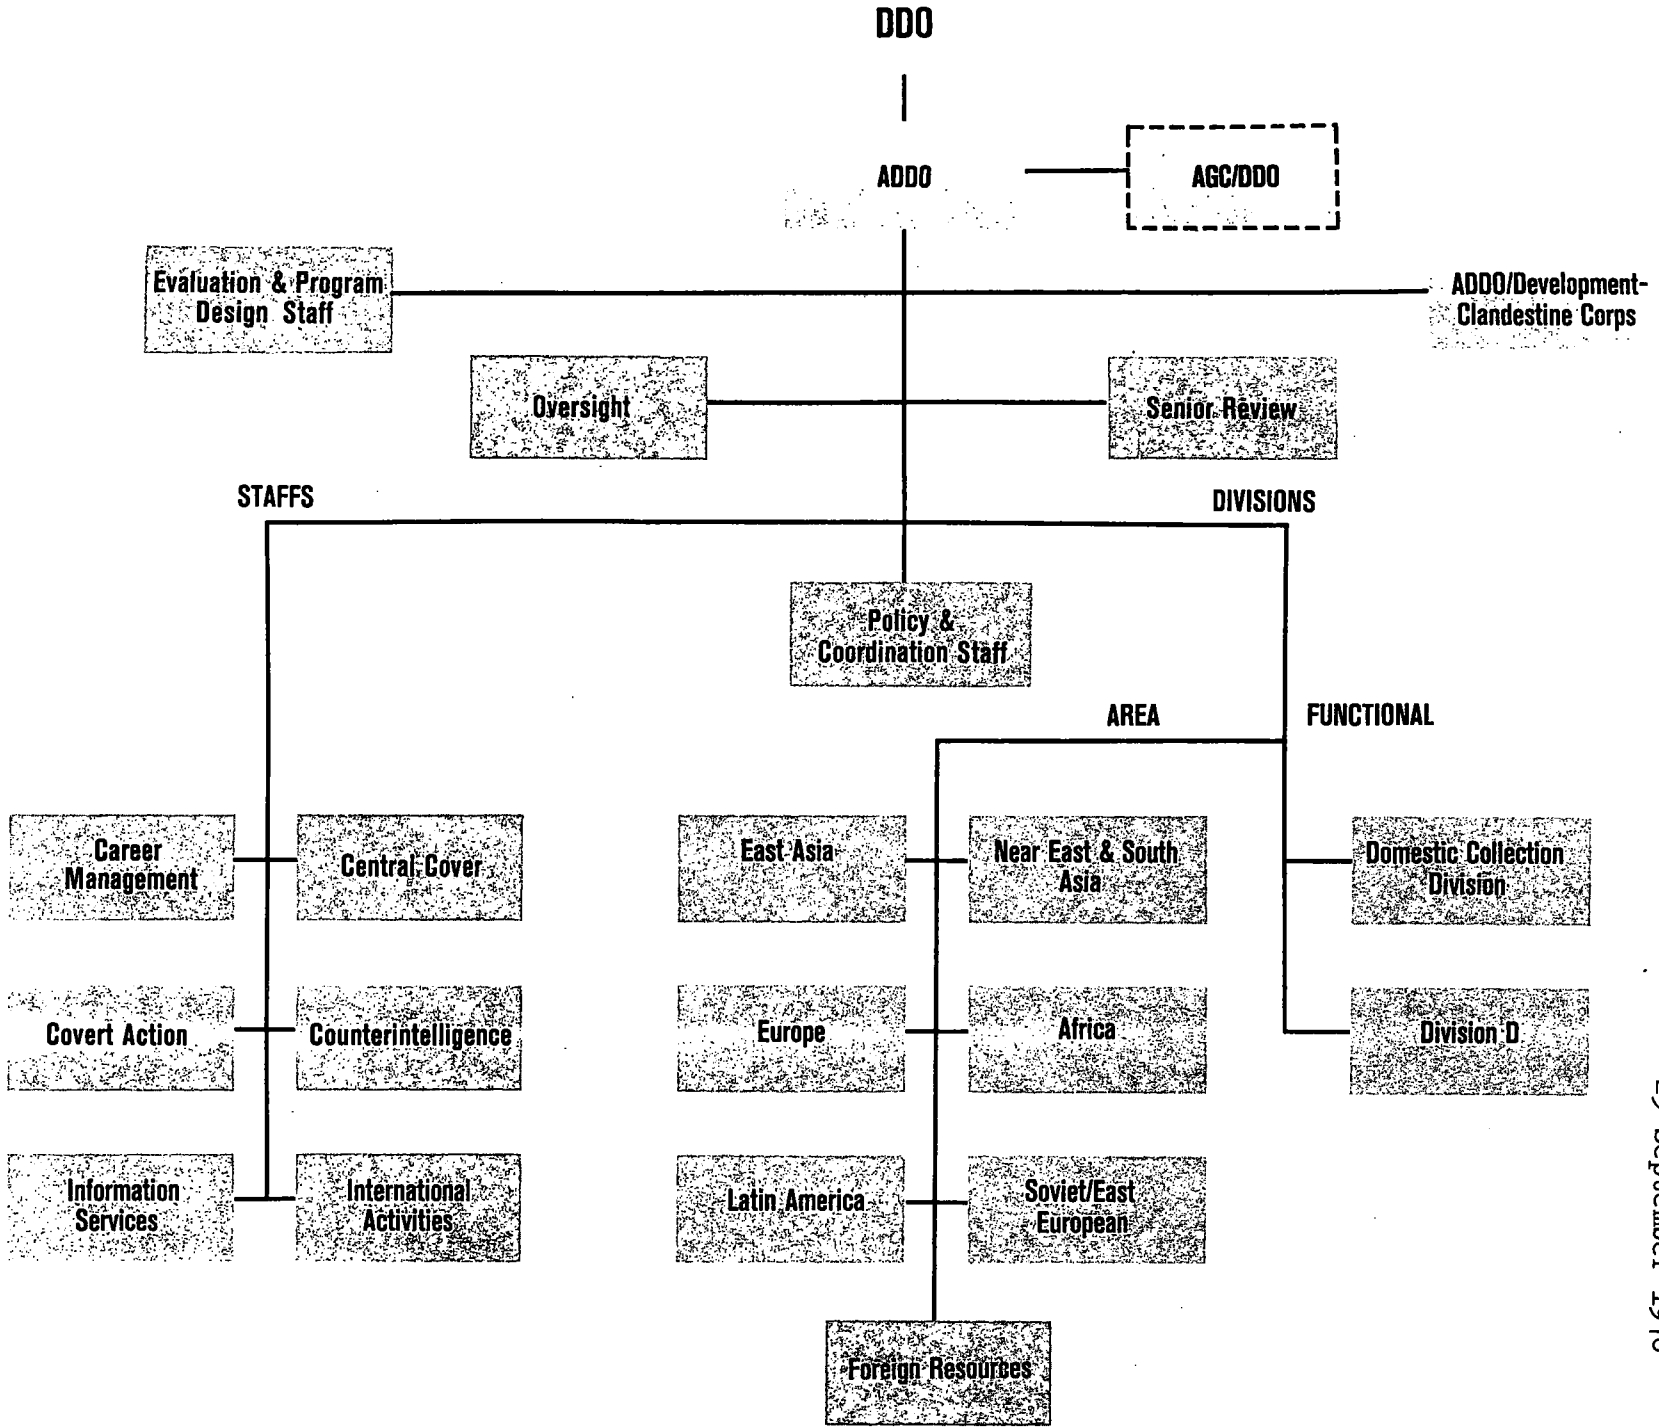 DDO
ADDO
AGC/DDO
Evaluation & Program
Design Staff
ADDO/Development-
Clandestine Corps
Oversight
Senior Review
STAFFS
DIVISIONS
Policy &
Coordination Staff
AREA
FUNCTIONAL
Career
Management
Central Cover
East Asia
Near East & South
Asia
Domestic Collection
Division
Covert Action
Counterintelligence
Europe
Africa
Division D
Information
Services
International
Activities
Latin America
Soviet/East
European
Foreign Resources
September